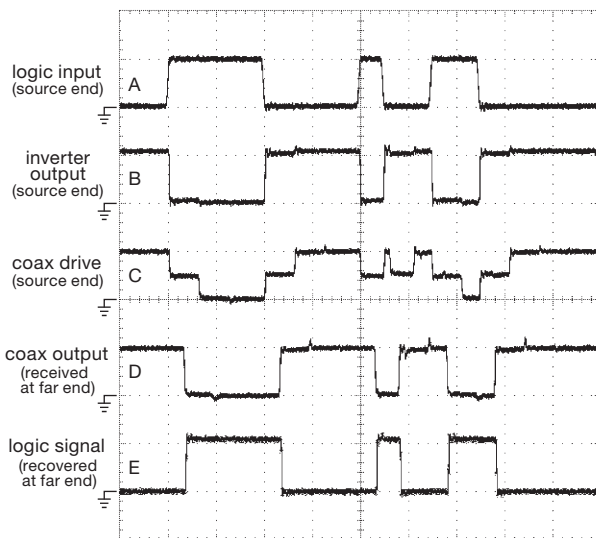 logic input
(source end)
A
inverter
output
(source end)
B
coax drive
(source end)
C
coax output
(received
at far end)
D
logic signal
(recovered
at far end)
E